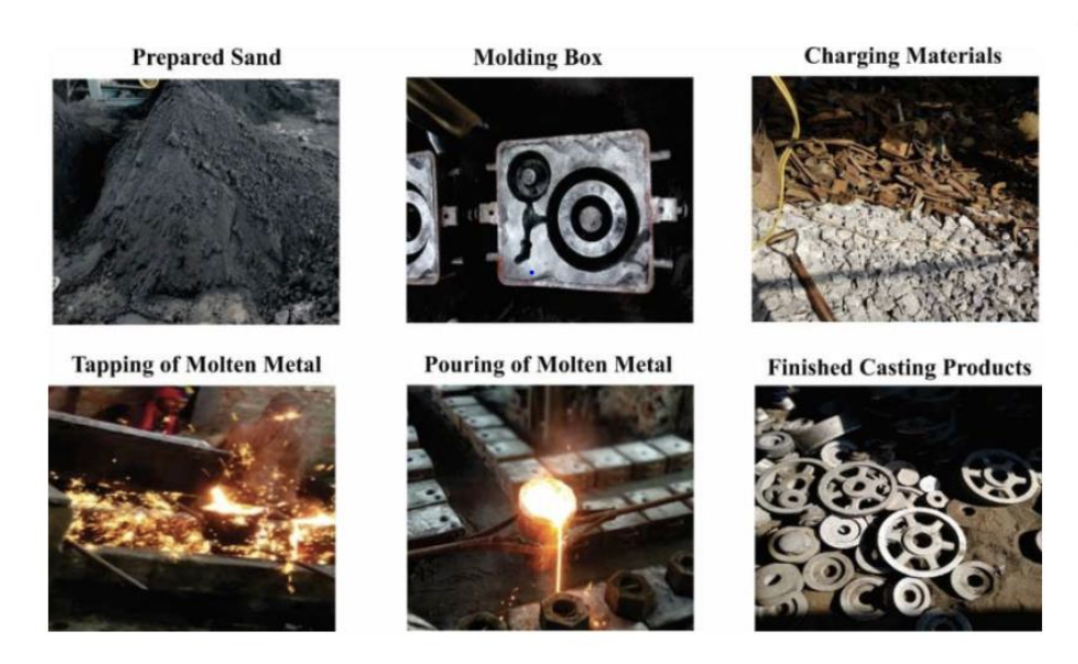 Prepared Sand
Molding Box
Charging Materials
Tapping of Molten Metal
Pouring of Molten Metal
Finished Casting Products